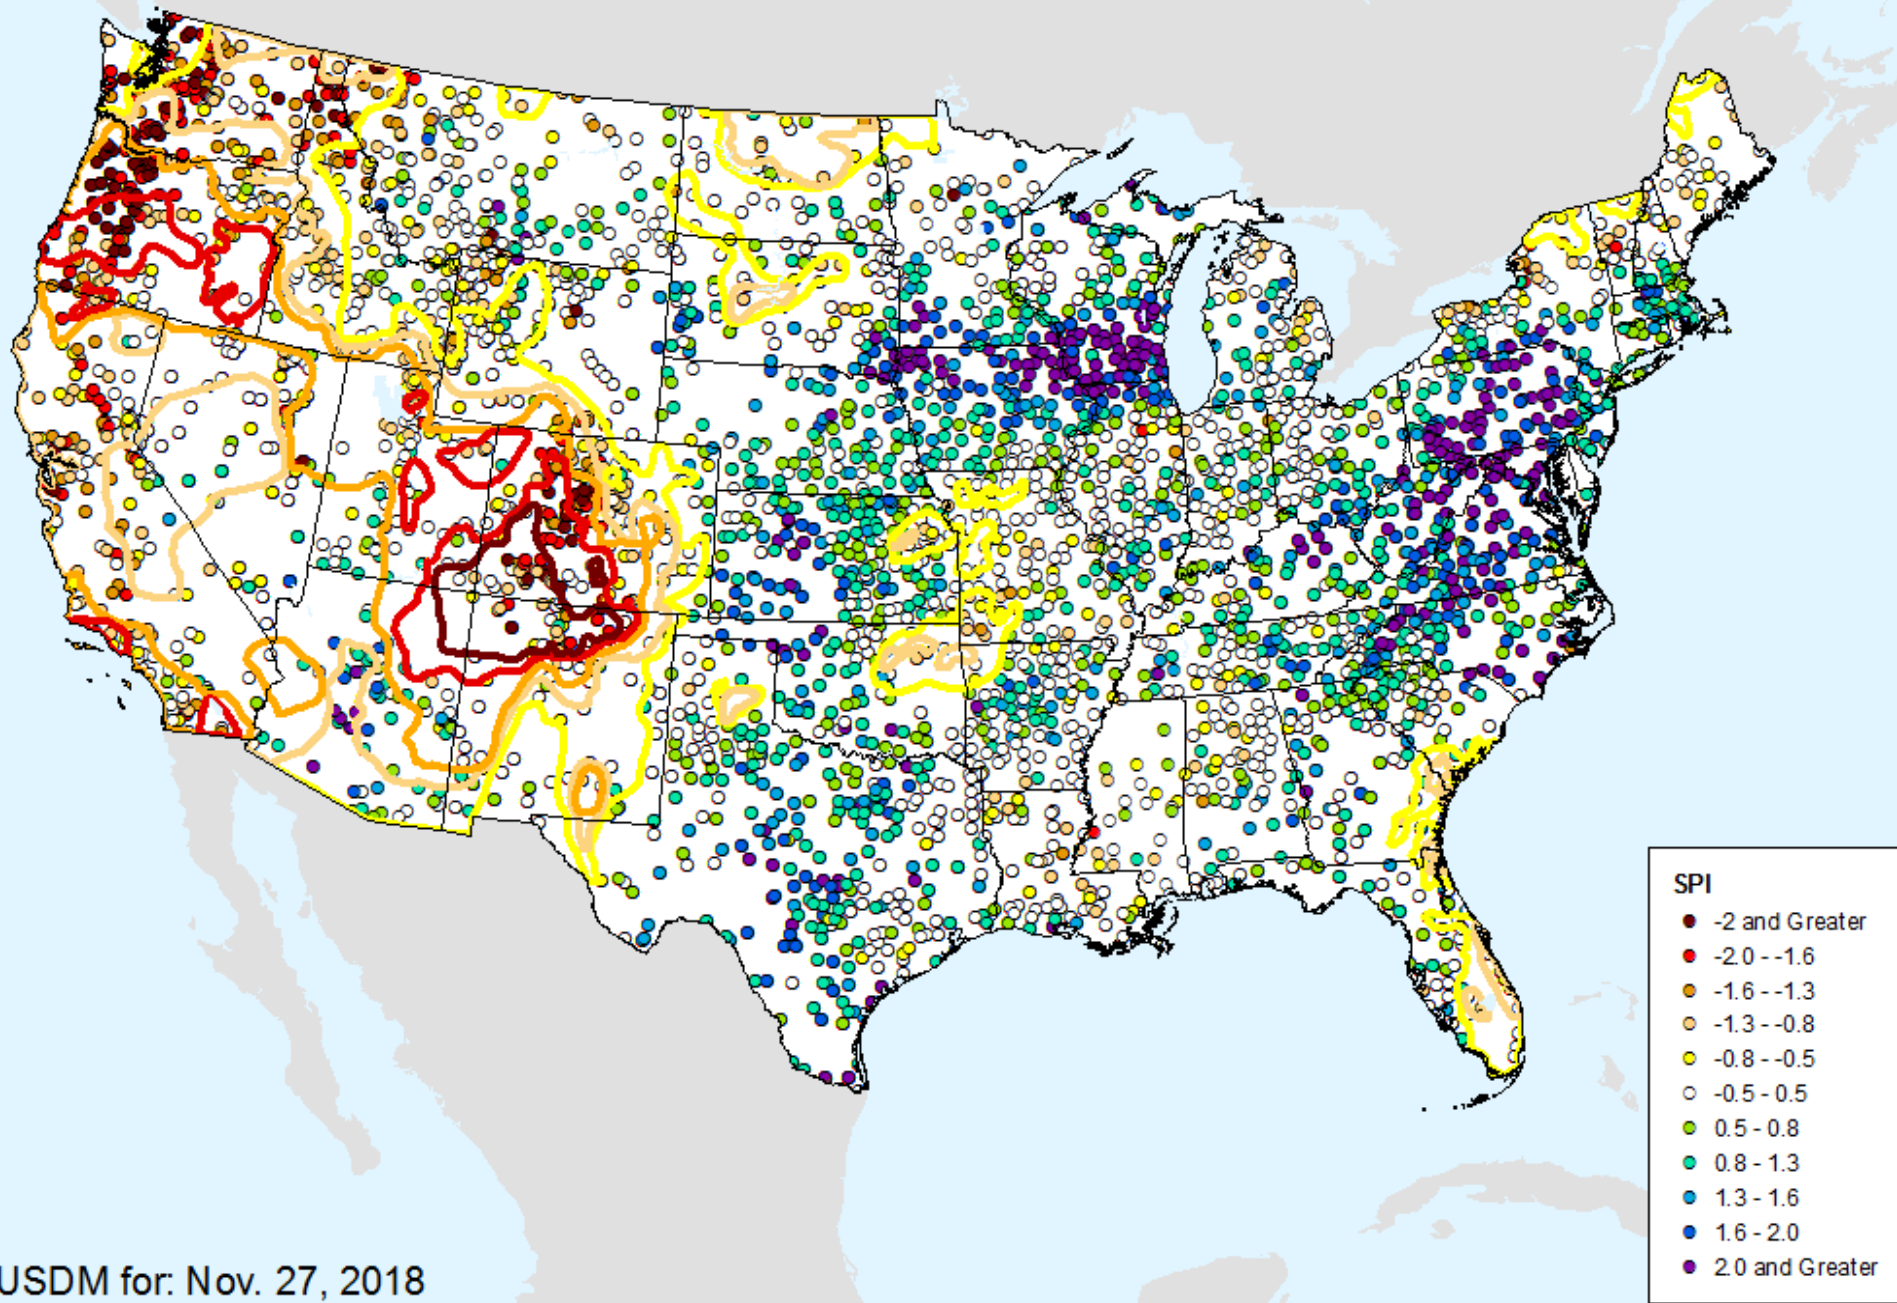 SPI
-2 and Greater
-2.0 - -1.6
-1.6 - -1.3
-1.3 - -0.8
-0.8 - -0.5
-0.5 - 0.5
0.5 - 0.8
0.8 - 1.3
1.3 - 1.6
1.6 - 2.0
2.0 and Greater
USDM for: Nov. 27, 2018